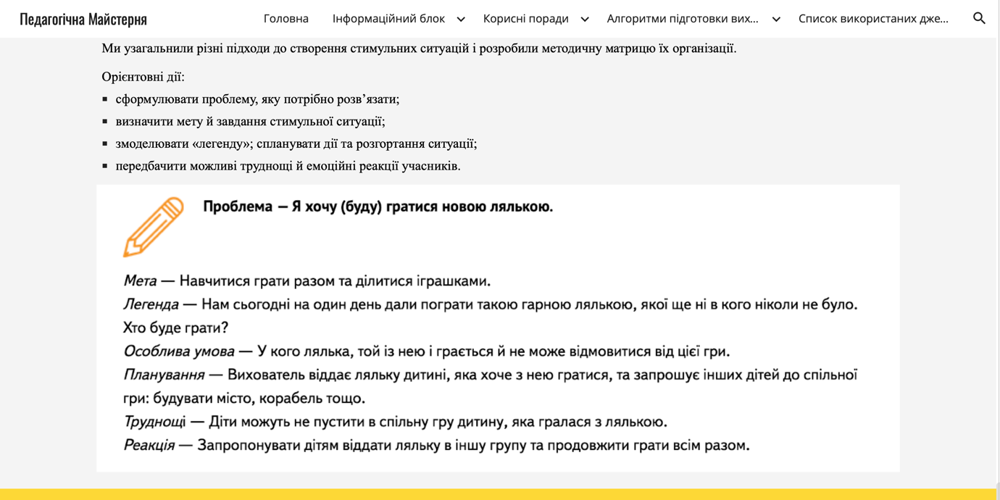 Педагогічна Майстерня
Головна
Інформаційний блок
Корисні поради
Алгоритми підготовки вих...
Список використаних дже...
Ми узагальнили різні підходи до створення стимульних ситуацій і розробили методичну матрицю їх організації.
Орієнтовні дії:
▪ сформулювати проблему, яку потрібно розв’язати;
▪ визначити мету й завдання стимульної ситуації;
▪ змоделювати «легенду»; спланувати дії та розгортання ситуації;
▪ передбачити можливі труднощі й емоційні реакції учасників.
Проблема — Я хочу (буду) гратися новою лялькою.
Мета — Навчитися грати разом та ділитися іграшками.
Легенда — Нам сьогодні на один день дали пограти такою гарною лялькою, якої ще ні в кого ніколи не було.
Хто буде грати?
Особлива умова — У кого лялька, той із нею і грається й не може відмовитися від цієї гри.
Планування — Вихователь віддає ляльку дитині, яка хоче з нею гратися, та запрошує інших дітей до спільної
гри: будувати місто, корабель тощо.
Труднощі — Діти можуть не пустити в спільну гру дитину, яка гралася з лялькою.
Реакція — Запропонувати дітям віддати ляльку в іншу групу та продовжити грати всім разом.